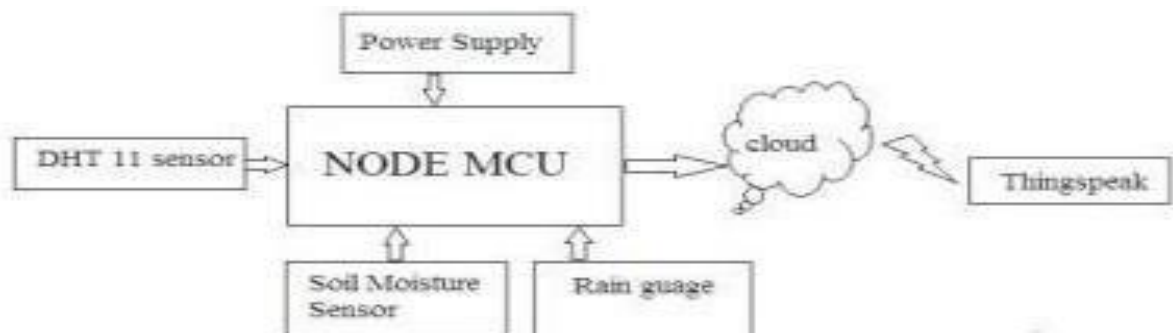 Power Supply
DHT 11 sensor
NODE MCU
cloud
Thingspeak
Soil Moisture
Sensor
Rain guage